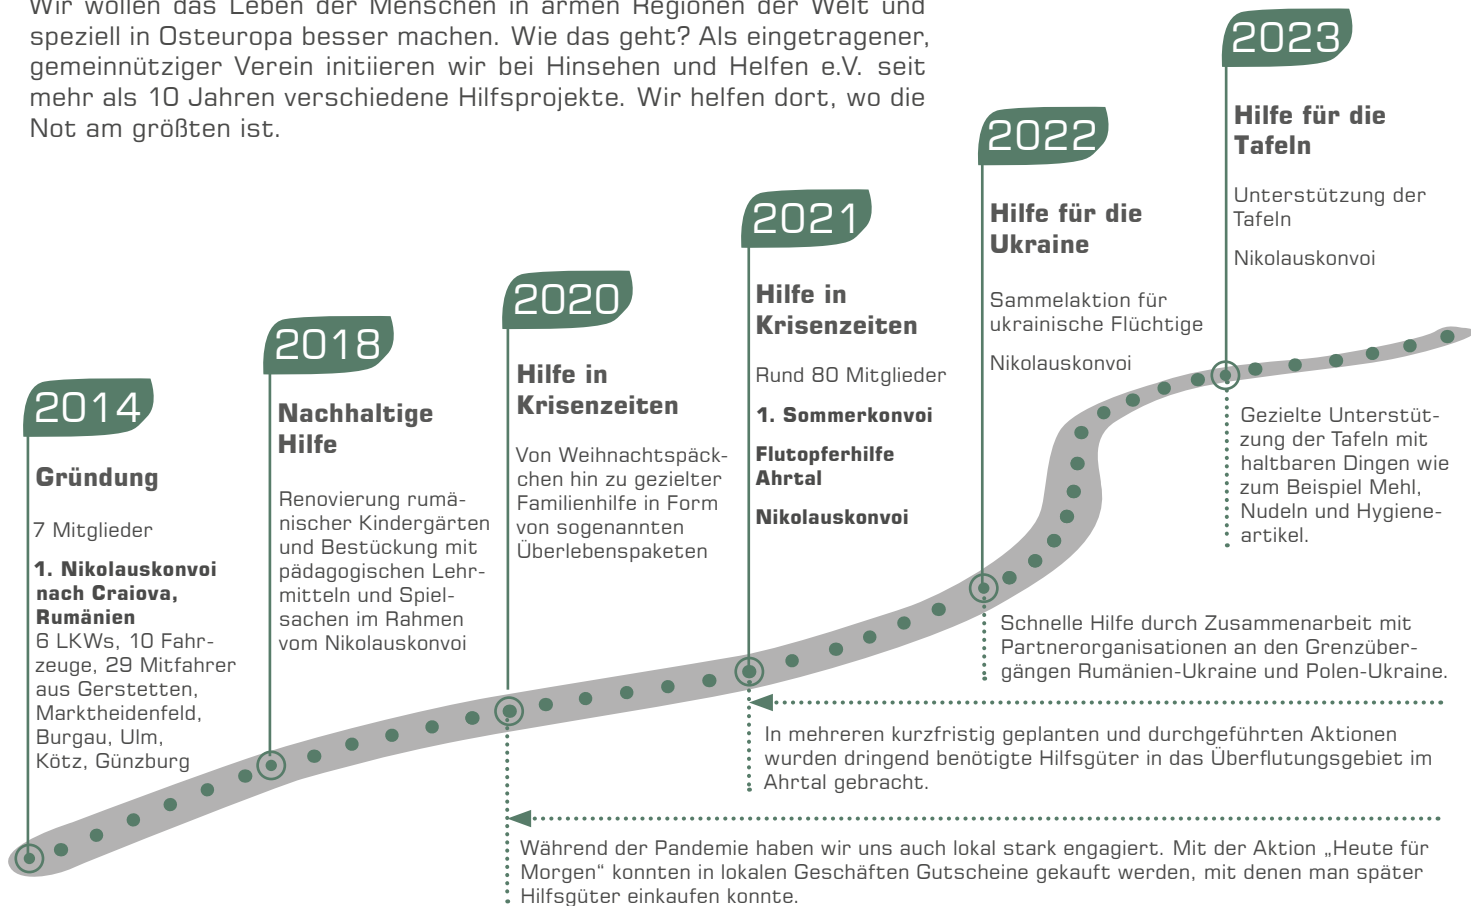 Wir wollen das Leben der Menschen in armen Regionen der Welt und
speziell in Osteuropa besser machen. Wie das geht? Als eingetragener,
gemeinnütziger Verein initiieren wir bei Hinsehen und Helfen e.V. seit
mehr als 10 Jahren verschiedene Hilfsprojekte. Wir helfen dort, wo die
Not am größten ist.
2014
Gründung
7 Mitglieder
1. Nikolauskonvoi
nach Craiova,
Rumänien
6 LKWs, 10 Fahr-
zeuge, 29 Mitfahrer
aus Gerstetten,
Marktheidenfeld,
Burgau, Ulm,
Kötz, Günzburg
2018
Nachhaltige
Hilfe
Renovierung rumä-
nischer Kindergärten
und Bestückung mit
pädagogischen Lehr-
mitteln und Spiel-
sachen im Rahmen
vom Nikolauskonvoi
2020
Hilfe in
Krisenzeiten
Von Weihnachtspäck-
chen hin zu gezielter
Familienhilfe in Form
von sogenannten
Überlebenspaketen
2021
Hilfe in
Krisenzeiten
Rund 80 Mitglieder
1. Sommerkonvoi
Flutopferhilfe
Ahrtal
Nikolauskonvoi
2022
Hilfe für die
Ukraine
Sammelaktion für
ukrainische Flüchtige
Nikolauskonvoi
2023
Hilfe für die
Tafeln
Unterstützung der
Tafeln
Nikolauskonvoi
Gezielte Unterstüt-
zung der Tafeln mit
haltbaren Dingen wie
zum Beispiel Mehl,
Nudeln und Hygiene-
artikel.
Schnelle Hilfe durch Zusammenarbeit mit
Partnerorganisationen an den Grenzüber-
gängen Rumänien-Ukraine und Polen-Ukraine.
In mehreren kurzfristig geplanten und durchgeführten Aktionen
wurden dringend benötigte Hilfsgüter in das Überflutungsgebiet im
Ahrtal gebracht.
Während der Pandemie haben wir uns auch lokal stark engagiert. Mit der Aktion „Heute für
Morgen“ konnten in lokalen Geschäften Gutscheine gekauft werden, mit denen man später
Hilfsgüter einkaufen konnte.